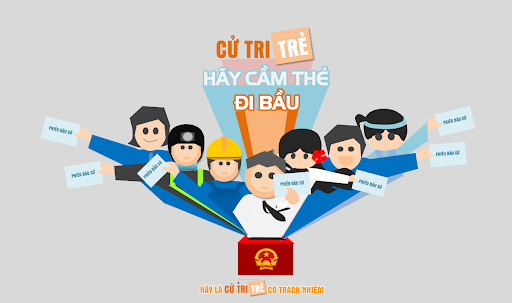 CỬ TRI TRẺ
HÃY CẦM THẺ
ĐI BẦU
PHIẾU BẦU CỬ
PHIẾU BẦU CỬ
PHIẾU BẦU CỬ
PHIẾU BẦU CỬ
PHIẾU BẦU CỬ
PHIẾU BẦU CỬ
PHIẾU BẦU CỬ
HÃY LÀ CỬ TRI TRẺ CÓ TRÁCH NHIỆM